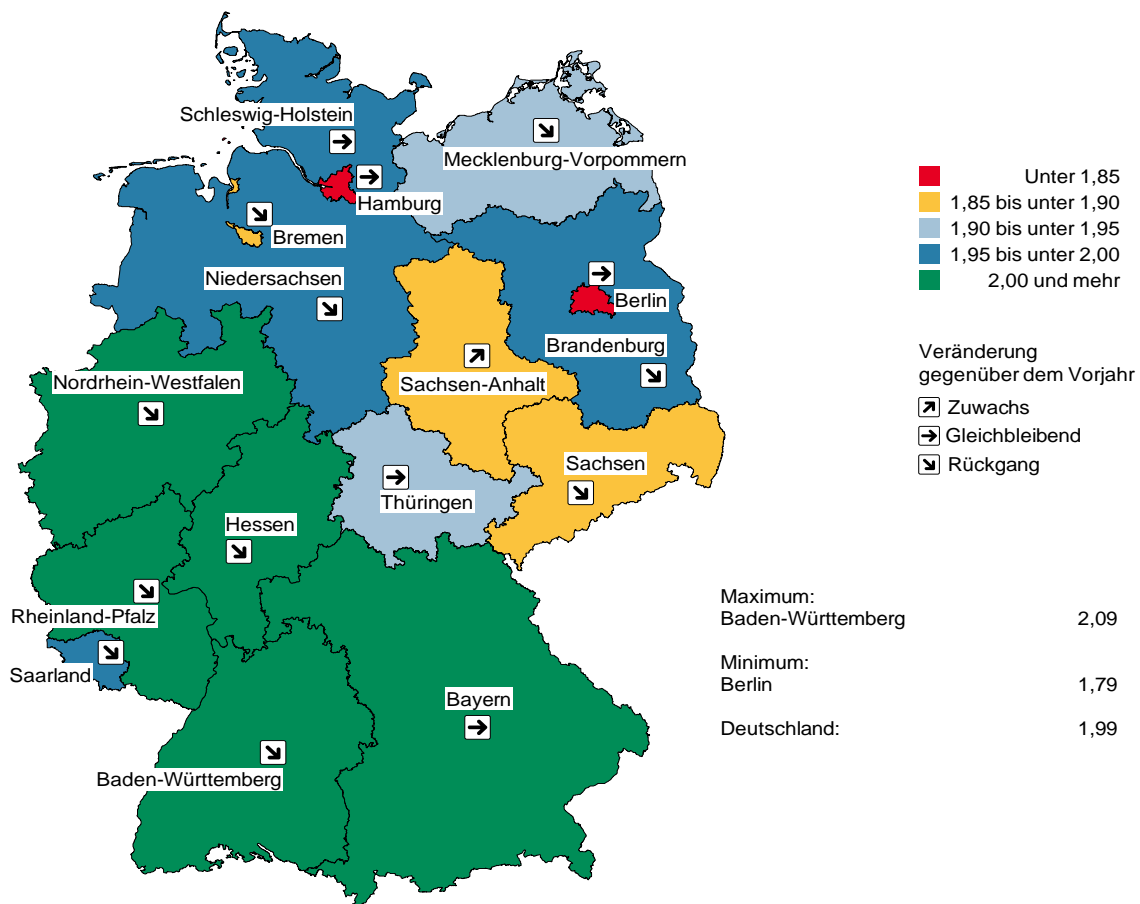 Schleswig-Holstein
Mecklenburg-Vorpommern
Hamburg
Bremen
Niedersachsen
Berlin
Brandenburg
Nordrhein-Westfalen
Sachsen-Anhalt
Sachsen
Thüringen
Hessen
Rheinland-Pfalz
Saarland
Bayern
Baden-Württemberg
Unter 1,85
1,85 bis unter 1,90
1,90 bis unter 1,95
1,95 bis unter 2,00
2,00 und mehr
Veränderung
gegenüber dem Vorjahr
Zuwachs
Gleichbleibend
Rückgang
Maximum:
Baden-Württemberg 2,09
Minimum:
Berlin 1,79
Deutschland: 1,99